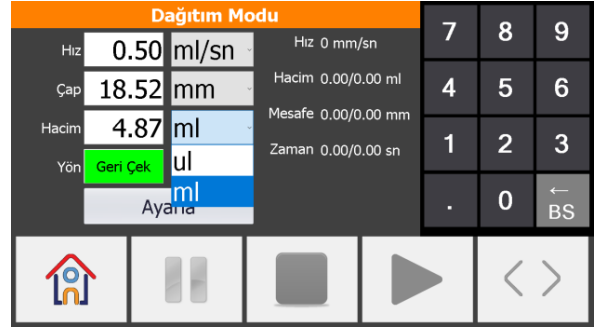 Dağıtım Modu
Hız 0.50 ml/sn
Çap 18.52 mm
Hacim 4.87 ml
ul
ml
Yön Geri Çek
Ayarla
Hız 0 mm/sn
Hacim 0.00/0.00 ml
Mesafe 0.00/0.00 mm
Zaman 0.00/0.00 sn
7 8 9
4 5 6
1 2 3
. 0 ← BS